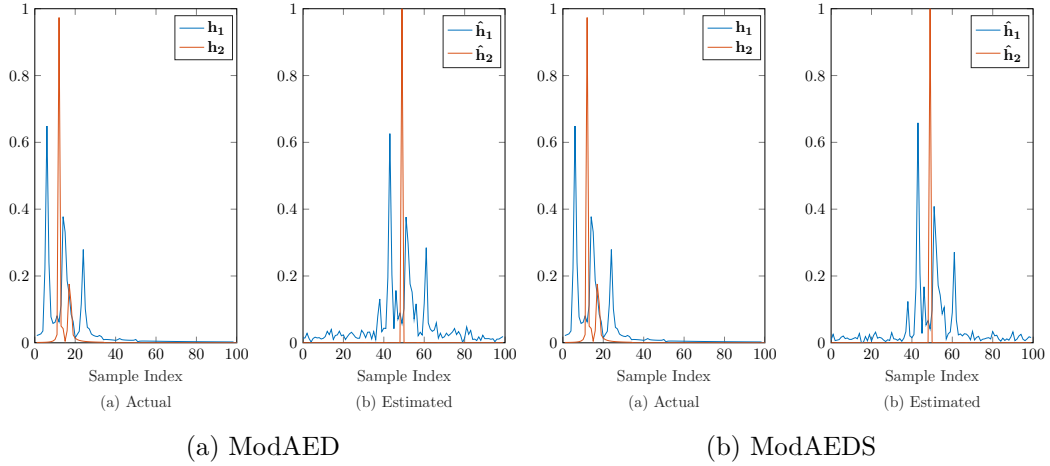 1
0.8
0.6
0.4
0.2
0
0 20 40 60 80 100
h₁
h₂
Sample Index
(a) Actual
1
0.8
0.6
0.4
0.2
0
0 20 40 60 80 100
ĥ₁
ĥ₂
Sample Index
(b) Estimated
(a) ModAED
1
0.8
0.6
0.4
0.2
0
0 20 40 60 80 100
h₁
h₂
Sample Index
(a) Actual
1
0.8
0.6
0.4
0.2
0
0 20 40 60 80 100
ĥ₁
ĥ₂
Sample Index
(b) Estimated
(b) ModAEDS